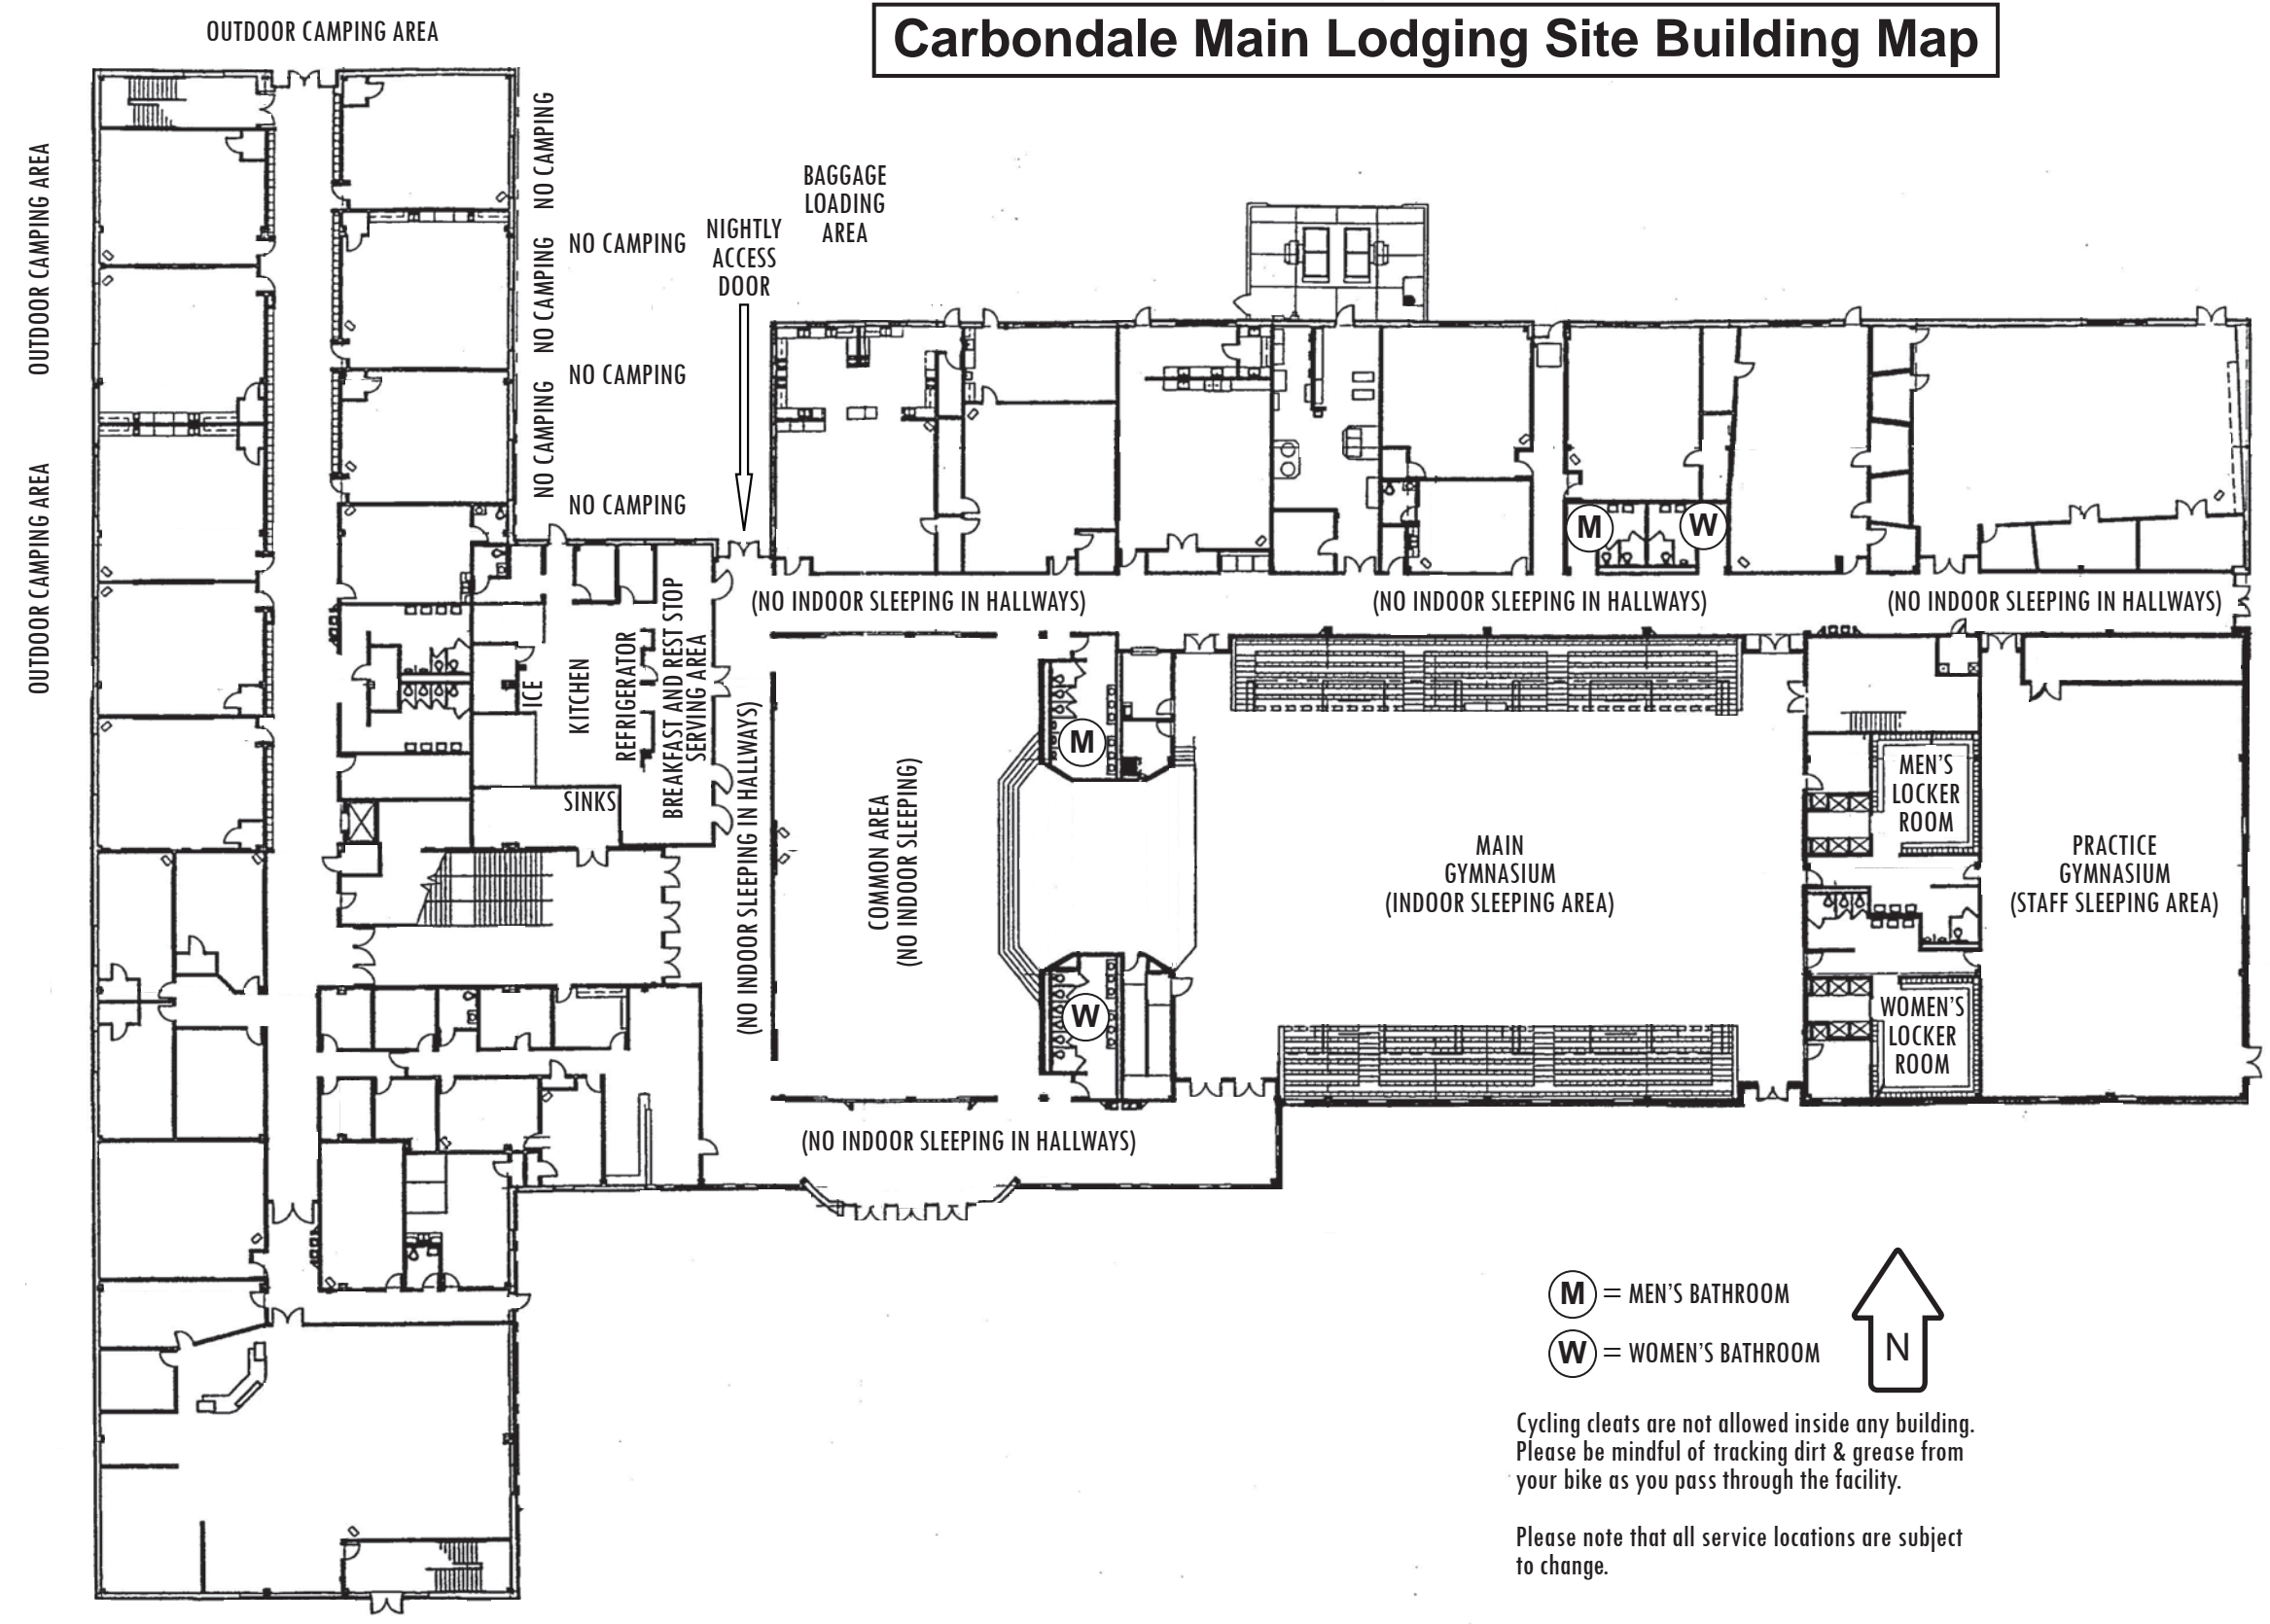 Carbondale Main Lodging Site Building Map
OUTDOOR CAMPING AREA
OUTDOOR CAMPING AREA
OUTDOOR CAMPING AREA
NO CAMPING
NO CAMPING
NO CAMPING
NO CAMPING
NO CAMPING
NO CAMPING
BAGGAGE
LOADING
AREA
NIGHTLY
ACCESS
DOOR
M
W
(NO INDOOR SLEEPING IN HALLWAYS)
(NO INDOOR SLEEPING IN HALLWAYS)
(NO INDOOR SLEEPING IN HALLWAYS)
ICE
KITCHEN
REFRIGERATOR
BREAKFAST AND REST STOP
SERVING AREA
SINKS
(NO INDOOR SLEEPING IN HALLWAYS)
COMMON AREA
(NO INDOOR SLEEPING)
M
W
MAIN
GYMNASIUM
(INDOOR SLEEPING AREA)
MEN'S
LOCKER
ROOM
PRACTICE
GYMNASIUM
(STAFF SLEEPING AREA)
WOMEN'S
LOCKER
ROOM
(NO INDOOR SLEEPING IN HALLWAYS)
M = MEN'S BATHROOM
W = WOMEN'S BATHROOM
N
Cycling cleats are not allowed inside any building.
Please be mindful of tracking dirt & grease from
your bike as you pass through the facility.
Please note that all service locations are subject
to change.